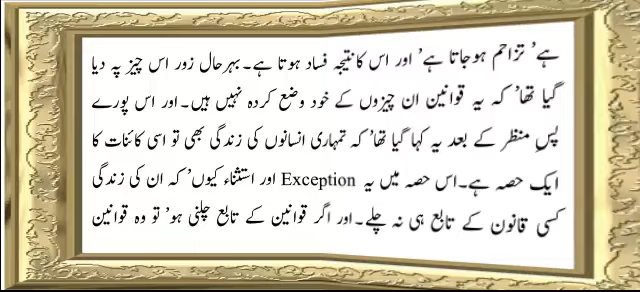 ہے’ تزاحم ہوجاتا ہے’ اور اس کا نتیجہ فساد ہوتا ہے۔ بہرحال زور اس چیز پہ دیا
گیا تھا’ کہ یہ قوانین ان چیزوں کے خود وضع کردہ نہیں ہیں۔ اور اس پورے
پسِ منظر کے بعد یہ کہا گیا تھا’ کہ تمہاری انسانوں کی زندگی بھی تو اسی کائنات کا
ایک حصہ ہے۔ اس حصہ میں یہ Exception اور استثناء کیوں’ کہ ان کی زندگی
کسی قانون کے تابع ہی نہ چلے۔ اور اگر قوانین کے تابع چلنی ہو’ تو وہ قوانین